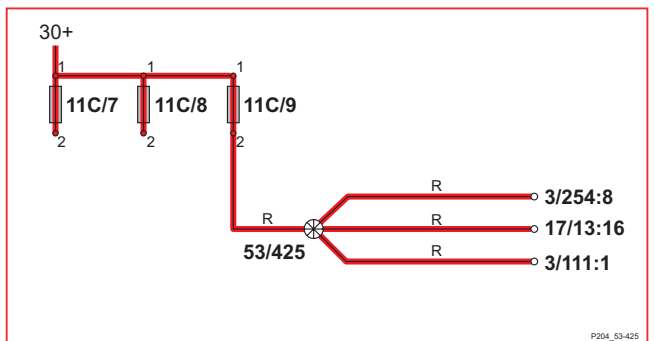 30+
1 1 1
11C/7 11C/8 11C/9
2 2 2
R
3/254:8
R R
17/13:16
53/425
R
3/111:1
P204_53-425